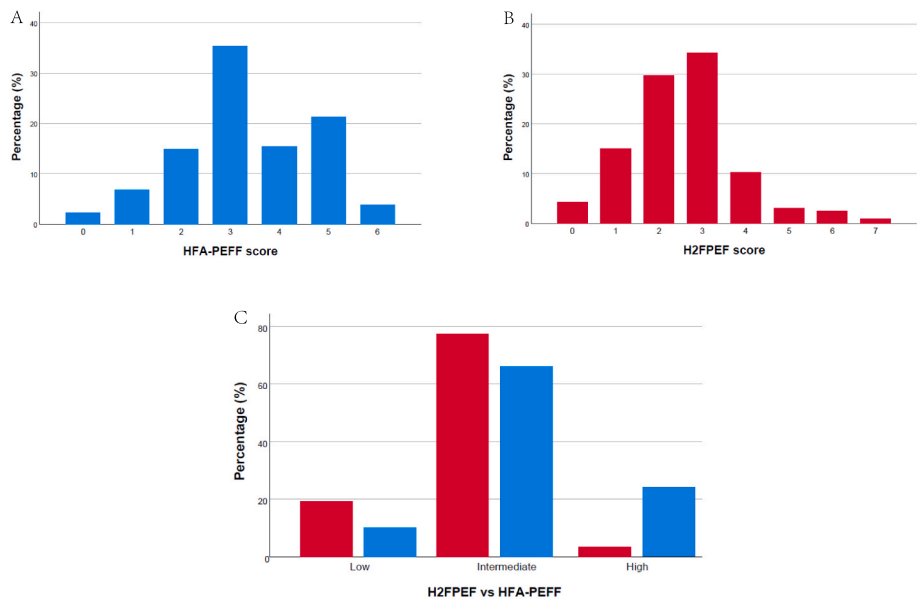 A
Percentage (%)
40
30
20
10
0
0 1 2 3 4 5 6
HFA-PEFF score
B
Percentage (%)
40
30
20
10
0
0 1 2 3 4 5 6 7
H2FPEF score
C
Percentage (%)
80
60
40
20
0
Low Intermediate High
H2FPEF vs HFA-PEFF